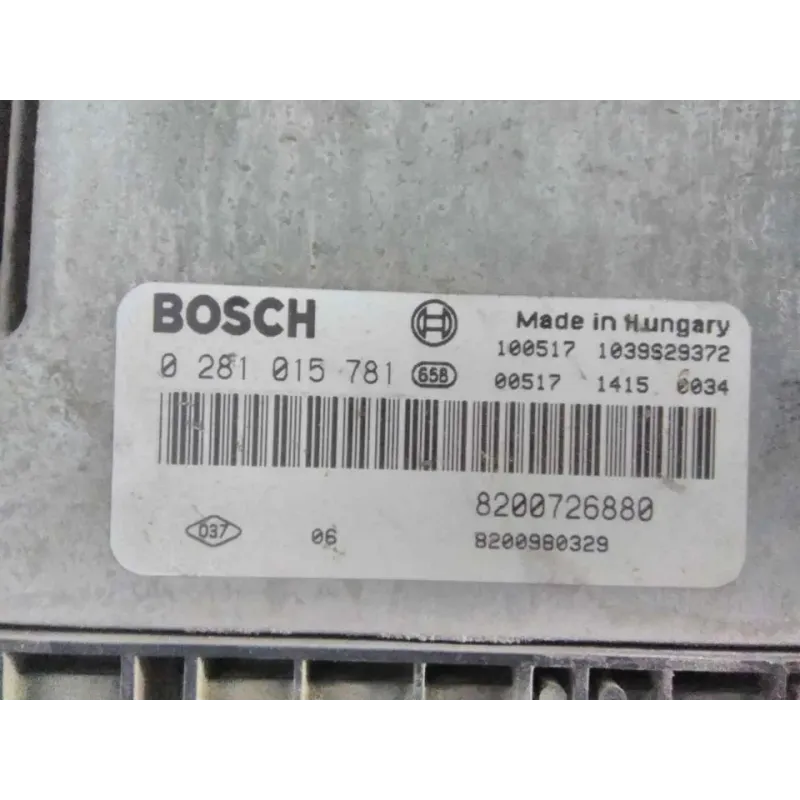 BOSCH
Made in Hungary
100517 1039S29372
0 281 015 781 658
00517 1415 0034
8200726880
037 06 8200980329